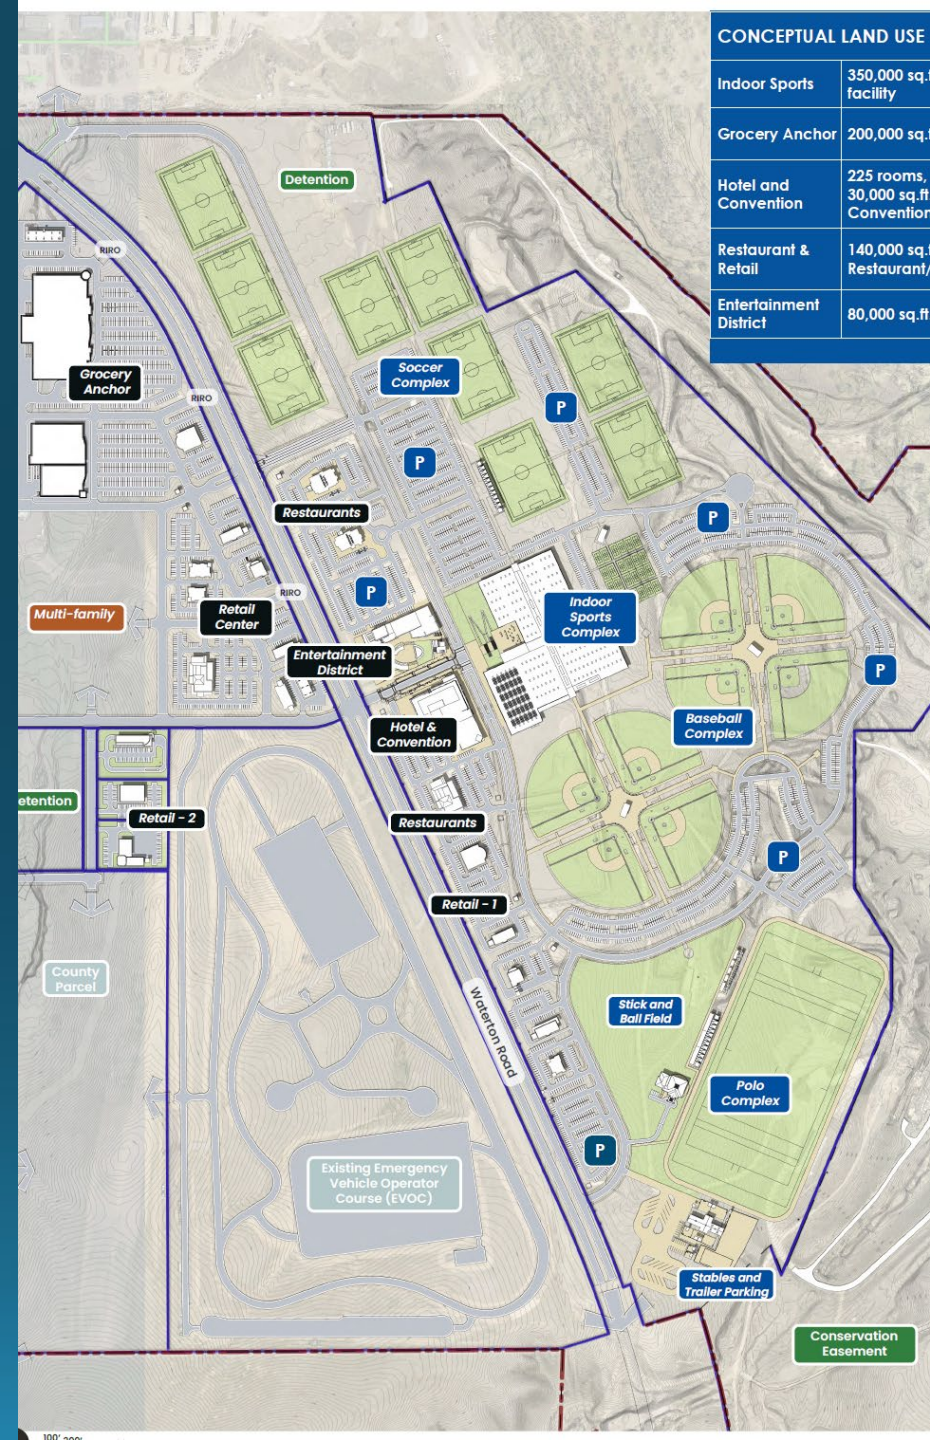 CONCEPTUAL LAND USE
Indoor Sports
350,000 sq.f
facility
Grocery Anchor
200,000 sq.f
Hotel and
Convention
225 rooms,
30,000 sq.ft
Convention
Restaurant &
Retail
140,000 sq.f
Restaurant/
Entertainment
District
80,000 sq.ft
Detention
RIRO
Grocery
Anchor
RIRO
Soccer
Complex
P
P
Restaurants
P
P
RIRO
Multi-family
Retail
Center
Indoor
Sports
Complex
Entertainment
District
P
Hotel &
Convention
Baseball
Complex
etention
Retail - 2
Restaurants
P
Retail - 1
County
Parcel
Waterton Road
Stick and
Ball Field
Polo
Complex
P
Existing Emergency
Vehicle Operator
Course (EVOC)
Stables and
Trailer Parking
Conservation
Easement
100'